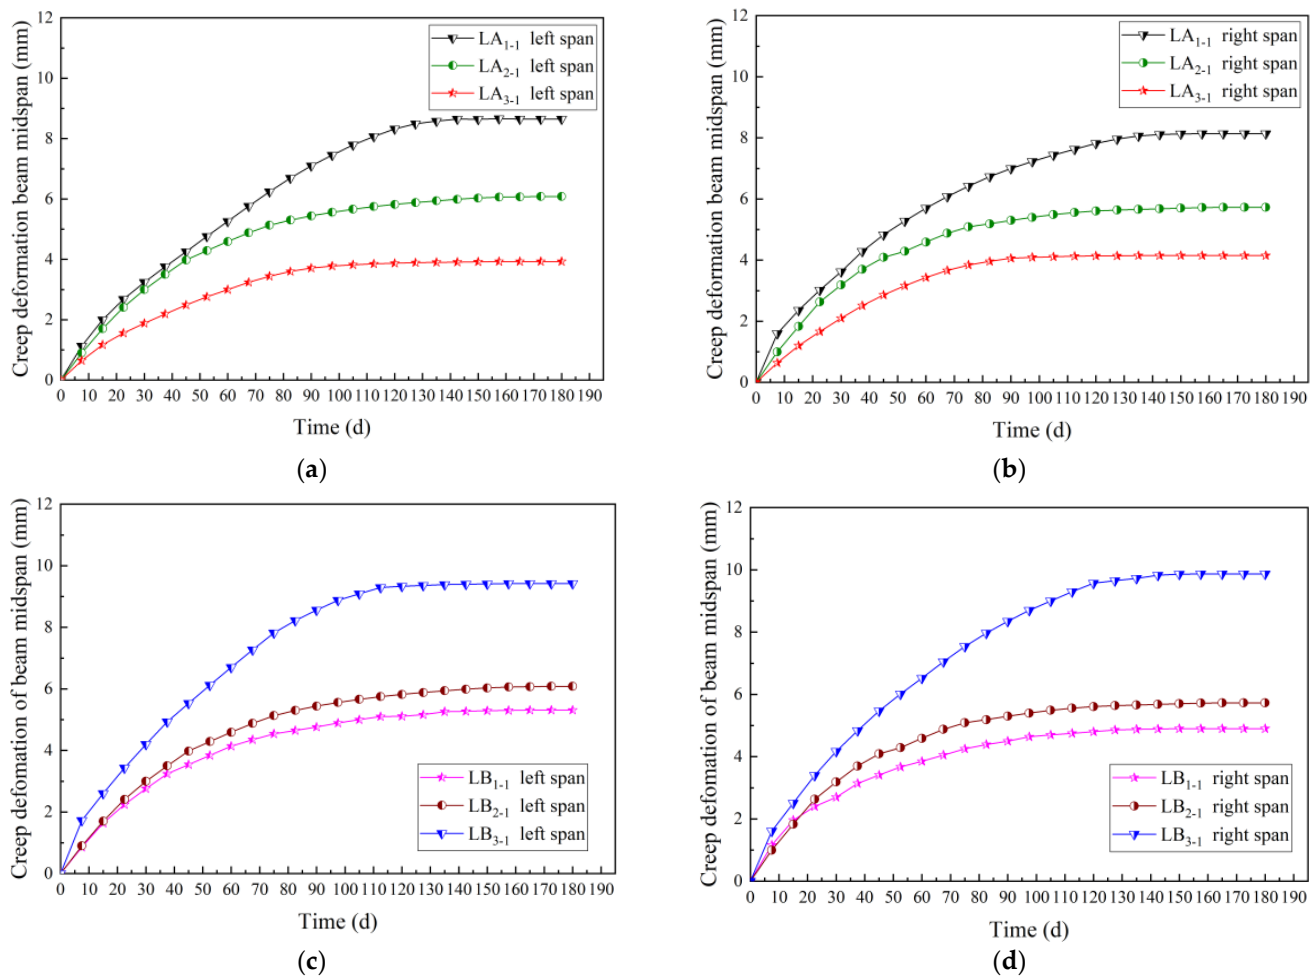 Creep deformation beam midspan (mm)
12
10
8
6
4
2
0
LA1-1 left span
LA2-1 left span
LA3-1 left span
0 10 20 30 40 50 60 70 80 90 100 110 120 130 140 150 160 170 180 190
Time (d)
(a)
Creep deformation beam midspan (mm)
12
10
8
6
4
2
0
LA1-1 right span
LA2-1 right span
LA3-1 right span
0 10 20 30 40 50 60 70 80 90 100 110 120 130 140 150 160 170 180 190
Time (d)
(b)
Creep defomation of beam midspan (mm)
12
10
8
6
4
2
0
LB1-1 left span
LB2-1 left span
LB3-1 left span
0 10 20 30 40 50 60 70 80 90 100 110 120 130 140 150 160 170 180 190
Time (d)
(c)
Creep defomation of beam midspan (mm)
12
10
8
6
4
2
0
LB1-1 right span
LB2-1 right span
LB3-1 right span
0 10 20 30 40 50 60 70 80 90 100 110 120 130 140 150 160 170 180 190
Time (d)
(d)